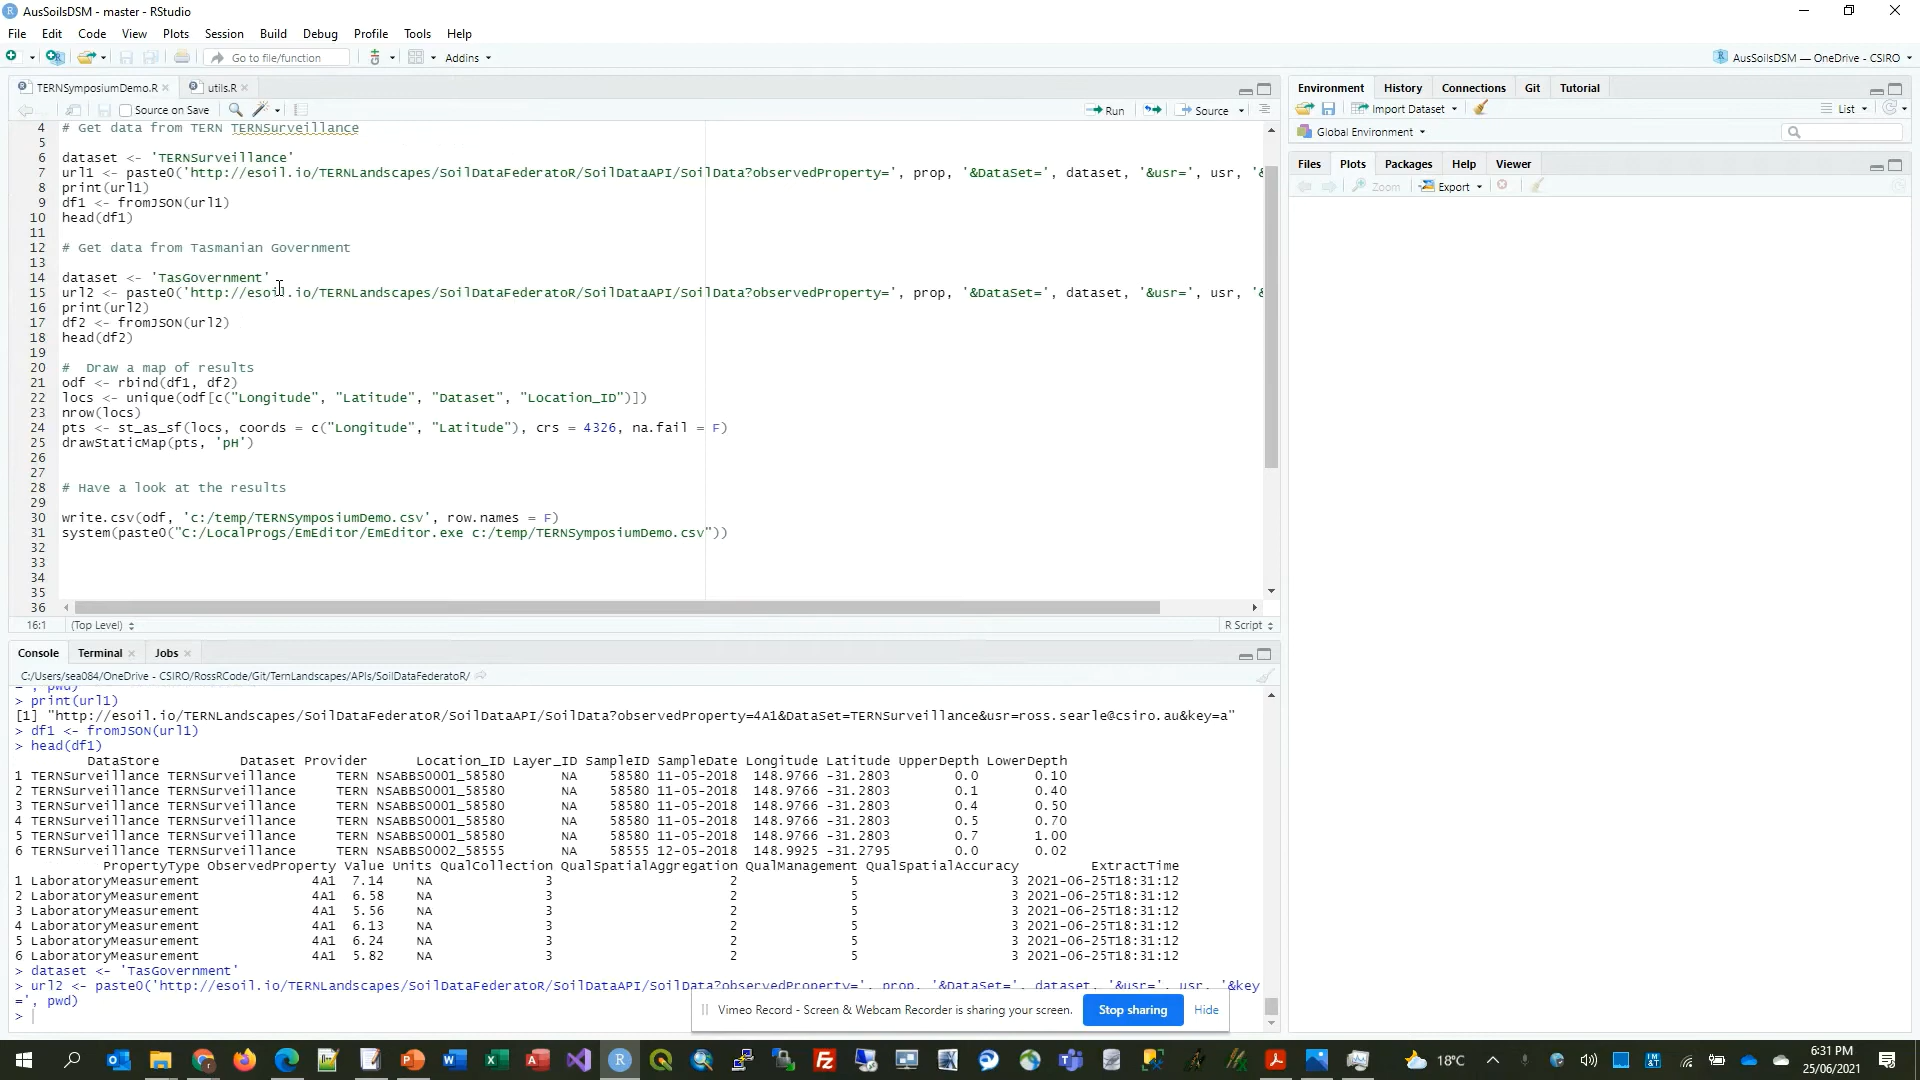 AusSoilsDSM - master - RStudio
File Edit Code View Plots Session Build Debug Profile Tools Help
Go to file/function Addins AusSoilsDSM — OneDrive - CSIRO
TERNSymposiumDemo.R utils.R
Source on Save Run Source
4 # Get data from TERN TERNSurveillance
5
6 dataset <- 'TERNSurveillance'
7 url1 <- paste0('http://esoil.io/TERNLandscapes/SoilDataFederatoR/SoilDataAPI/SoilData?observedProperty=', prop, '&DataSet=', dataset, '&usr=', usr, '&
8 print(url1)
9 df1 <- fromJSON(url1)
10 head(df1)
11
12 # Get data from Tasmanian Government
13
14 dataset <- 'TasGovernment'
15 url2 <- paste0('http://esoil.io/TERNLandscapes/SoilDataFederatoR/SoilDataAPI/SoilData?observedProperty=', prop, '&DataSet=', dataset, '&usr=', usr, '&
16 print(url2)
17 df2 <- fromJSON(url2)
18 head(df2)
19
20 #  Draw a map of results
21 odf <- rbind(df1, df2)
22 locs <- unique(odf[c("Longitude", "Latitude", "Dataset", "Location_ID")])
23 nrow(locs)
24 pts <- st_as_sf(locs, coords = c("Longitude", "Latitude"), crs = 4326, na.fail = F)
25 drawStaticMap(pts, 'pH')
26
27
28 # Have a look at the results
29
30 write.csv(odf, 'c:/temp/TERNSymposiumDemo.csv', row.names = F)
31 system(paste0("C:/LocalProgs/EmEditor/EmEditor.exe c:/temp/TERNSymposiumDemo.csv"))
32
33
34
35
36
16:1 (Top Level) R Script
Console Terminal Jobs
C:/Users/sea084/OneDrive - CSIRO/RossRCode/Git/TernLandscapes/APIs/SoilDataFederatoR/
=', pwd)
> print(url1)
[1] "http://esoil.io/TERNLandscapes/SoilDataFederatoR/SoilDataAPI/SoilData?observedProperty=4A1&DataSet=TERNSurveillance&usr=ross.searle@csiro.au&key=a"
> df1 <- fromJSON(url1)
> head(df1)
DataStore Dataset Provider Location_ID Layer_ID SampleID SampleDate Longitude Latitude UpperDepth LowerDepth
1 TERNSurveillance TERNSurveillance TERN NSABBS0001_58580 NA 58580 11-05-2018 148.9766 -31.2803 0.0 0.10
2 TERNSurveillance TERNSurveillance TERN NSABBS0001_58580 NA 58580 11-05-2018 148.9766 -31.2803 0.1 0.40
3 TERNSurveillance TERNSurveillance TERN NSABBS0001_58580 NA 58580 11-05-2018 148.9766 -31.2803 0.4 0.50
4 TERNSurveillance TERNSurveillance TERN NSABBS0001_58580 NA 58580 11-05-2018 148.9766 -31.2803 0.5 0.70
5 TERNSurveillance TERNSurveillance TERN NSABBS0001_58580 NA 58580 11-05-2018 148.9766 -31.2803 0.7 1.00
6 TERNSurveillance TERNSurveillance TERN NSABBS0002_58555 NA 58555 12-05-2018 148.9925 -31.2795 0.0 0.02
PropertyType ObservedProperty Value Units QualCollection QualSpatialAggregation QualManagement QualSpatialAccuracy ExtractTime
1 LaboratoryMeasurement 4A1 7.14 NA 3 2 5 3 2021-06-25T18:31:12
2 LaboratoryMeasurement 4A1 6.58 NA 3 2 5 3 2021-06-25T18:31:12
3 LaboratoryMeasurement 4A1 5.56 NA 3 2 5 3 2021-06-25T18:31:12
4 LaboratoryMeasurement 4A1 6.13 NA 3 2 5 3 2021-06-25T18:31:12
5 LaboratoryMeasurement 4A1 6.24 NA 3 2 5 3 2021-06-25T18:31:12
6 LaboratoryMeasurement 4A1 5.82 NA 3 2 5 3 2021-06-25T18:31:12
> dataset <- 'TasGovernment'
> url2 <- paste0('http://esoil.io/TERNLandscapes/SoilDataFederatoR/SoilDataAPI/SoilData?observedProperty=', prop, '&DataSet=', dataset, '&usr=', usr, '&key
=', pwd)
>
Environment History Connections Git Tutorial
Import Dataset List
Global Environment
Files Plots Packages Help Viewer
Zoom Export
Vimeo Record - Screen & Webcam Recorder is sharing your screen. Stop sharing Hide
18°C
6:31 PM
25/06/2021